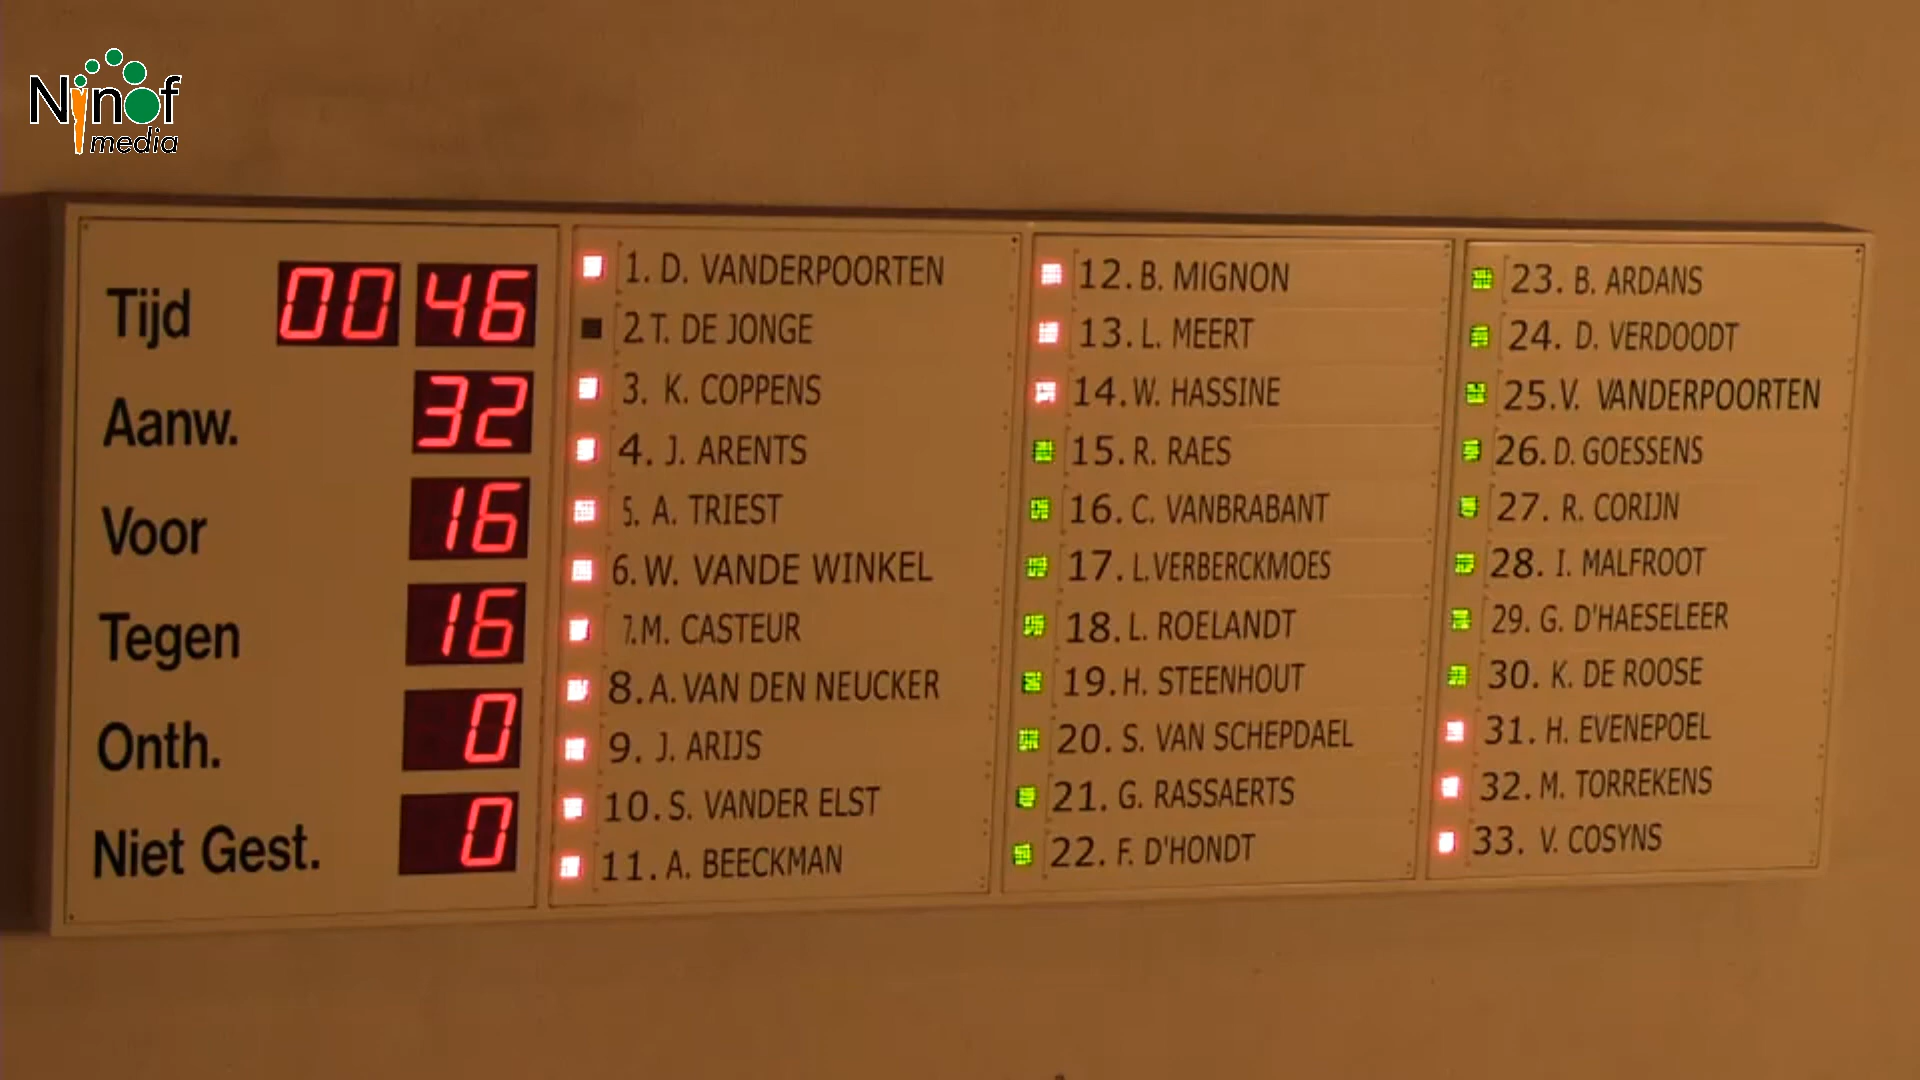 Ninof
media
Tijd 00 46
Aanw. 32
Voor 16
Tegen 16
Onth. 0
Niet Gest. 0
1. D. VANDERPOORTEN
2. T. DE JONGE
3. K. COPPENS
4. J. ARENTS
5. A. TRIEST
6. W. VANDE WINKEL
7. M. CASTEUR
8. A. VAN DEN NEUCKER
9. J. ARIJS
10. S. VANDER ELST
11. A. BEECKMAN
12. B. MIGNON
13. L. MEERT
14. W. HASSINE
15. R. RAES
16. C. VANBRABANT
17. L. VERBERCKMOES
18. L. ROELANDT
19. H. STEENHOUT
20. S. VAN SCHEPDAEL
21. G. RASSAERTS
22. F. D'HONDT
23. B. ARDANS
24. D. VERDOODT
25. V. VANDERPOORTEN
26. D. GOESSENS
27. R. CORIJN
28. I. MALFROOT
29. G. D'HAESELEER
30. K. DE ROOSE
31. H. EVENEPOEL
32. M. TORREKENS
33. V. COSYNS